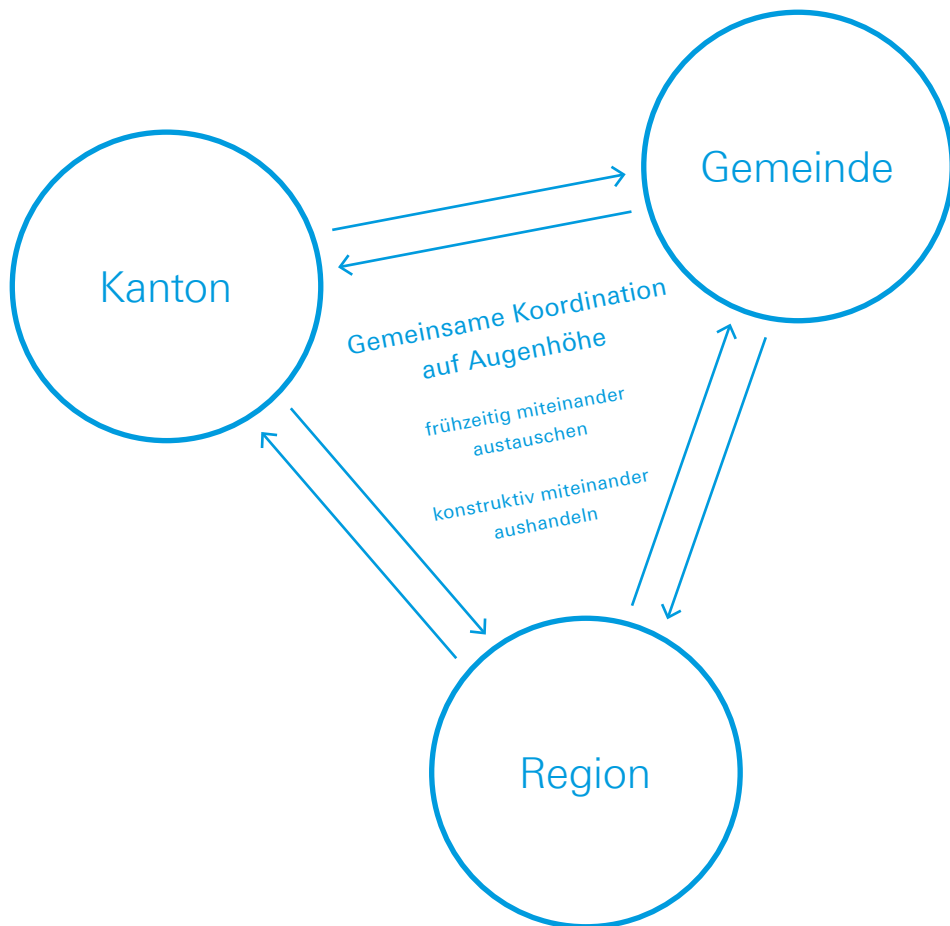 Gemeinde
Kanton
Gemeinsame Koordination
auf Augenhöhe
frühzeitig miteinander
austauschen
konstruktiv miteinander
aushandeln
Region